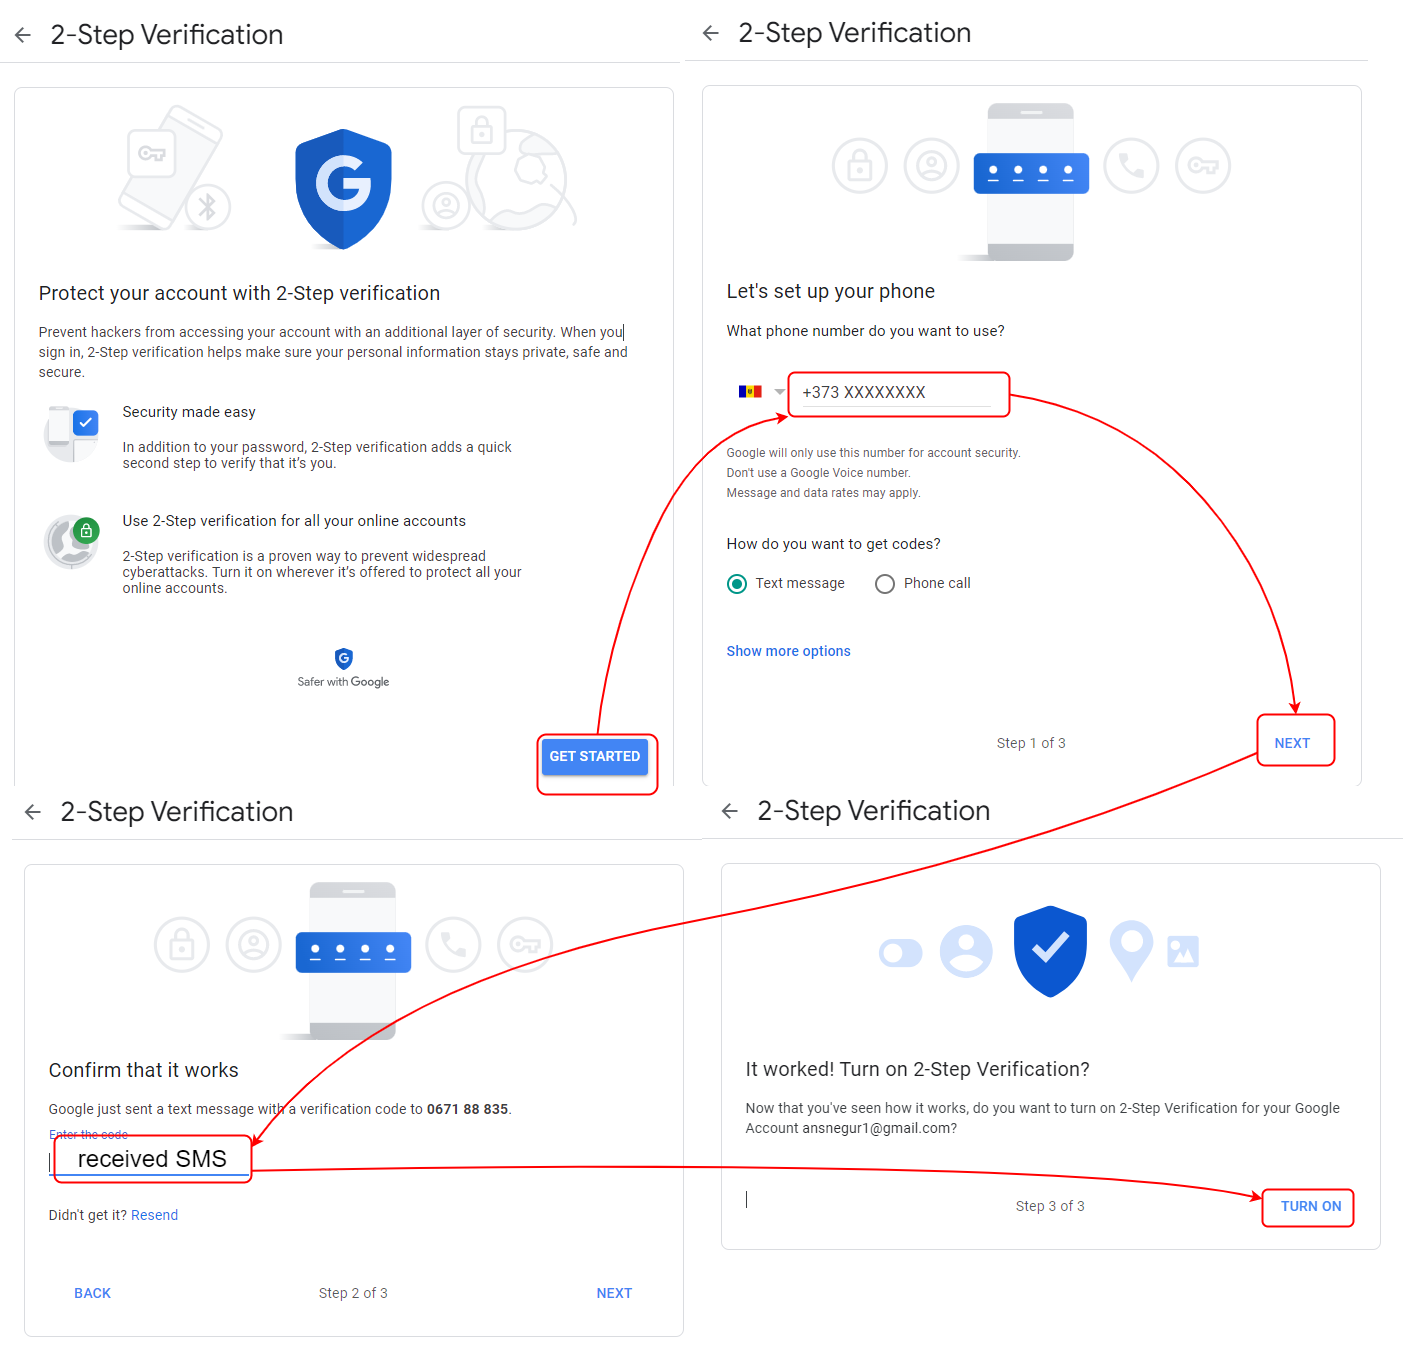 2-Step Verification
Protect your account with 2-Step verification
Prevent hackers from accessing your account with an additional layer of security. When you
sign in, 2-Step verification helps make sure your personal information stays private, safe and
secure.
Security made easy
In addition to your password, 2-Step verification adds a quick
second step to verify that it's you.
Use 2-Step verification for all your online accounts
2-Step verification is a proven way to prevent widespread
cyberattacks. Turn it on wherever it's offered to protect all your
online accounts.
G
Safer with Google
GET STARTED
2-Step Verification
Let's set up your phone
What phone number do you want to use?
+373 XXXXXXXX
Google will only use this number for account security.
Don't use a Google Voice number.
Message and data rates may apply.
How do you want to get codes?
Text message Phone call
Show more options
Step 1 of 3
NEXT
2-Step Verification
Confirm that it works
Google just sent a text message with a verification code to 0671 88 835.
Enter the code
received SMS
Didn't get it? Resend
BACK Step 2 of 3 NEXT
2-Step Verification
It worked! Turn on 2-Step Verification?
Now that you've seen how it works, do you want to turn on 2-Step Verification for your Google
Account ansnegur1@gmail.com?
Step 3 of 3 TURN ON